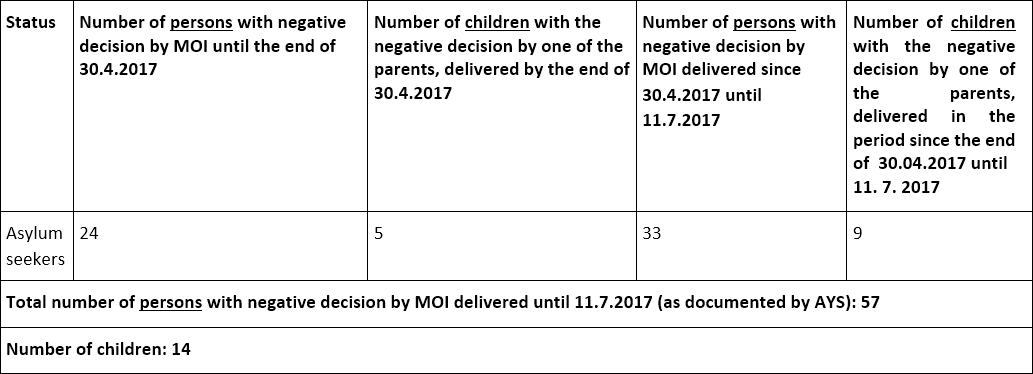 Status
Number of persons with negative
decision by MOI until the end of
30.4.2017
Number of children with the
negative decision by one of the
parents, delivered by the end of
30.4.2017
Number of persons with
negative decision by
MOI delivered since
30.4.2017 until
11.7.2017
Number of children
with the negative
decision by one of
the parents,
delivered in the
period since the end
of 30.04.2017 until
11. 7. 2017
Asylum
seekers
24
5
33
9
Total number of persons with negative decision by MOI delivered until 11.7.2017 (as documented by AYS): 57
Number of children: 14